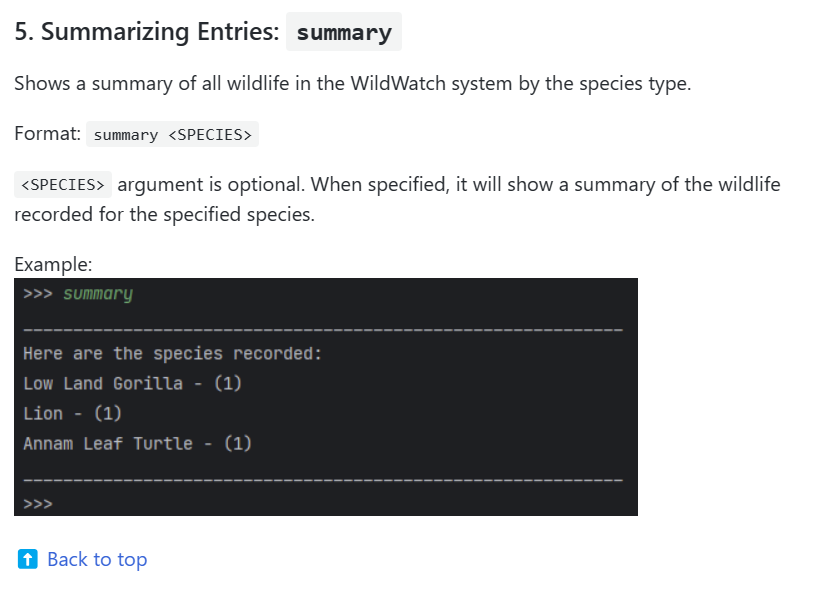 5. Summarizing Entries: summary
Shows a summary of all wildlife in the WildWatch system by the species type.
Format: summary <SPECIES>
<SPECIES> argument is optional. When specified, it will show a summary of the wildlife
recorded for the specified species.
Example:
>>> summary
____________________________________________________________
Here are the species recorded:
Low Land Gorilla - (1)
Lion - (1)
Annam Leaf Turtle - (1)
____________________________________________________________
>>>
Back to top